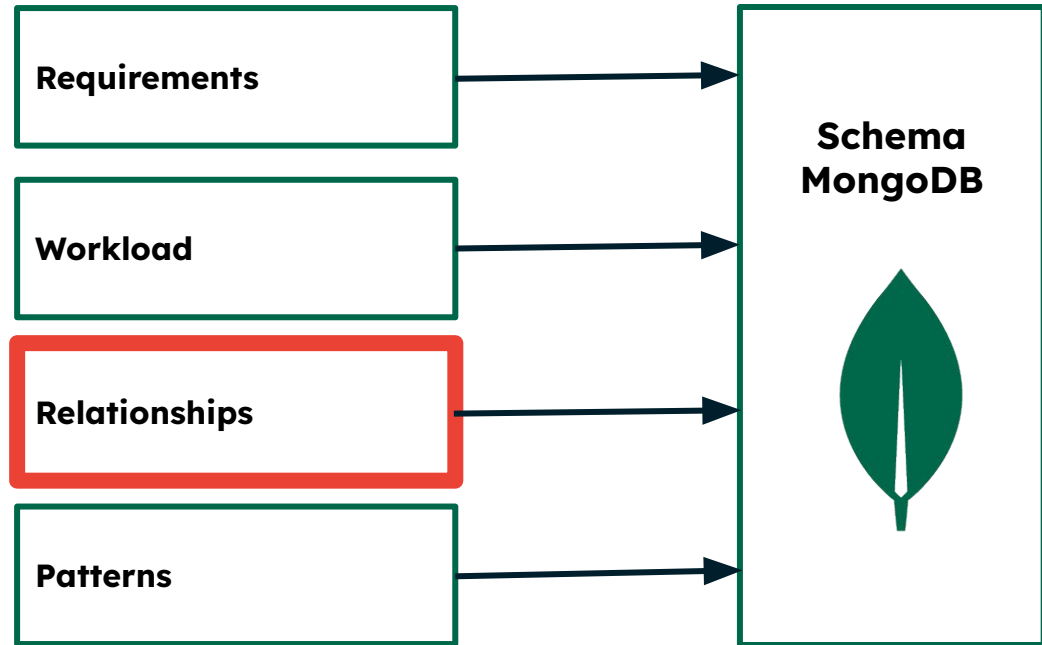 Requirements
Schema
MongoDB
Workload
Relationships
Patterns